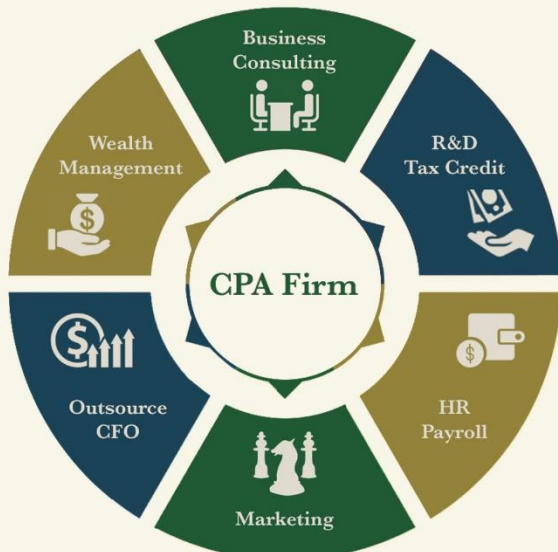 Business
Consulting
R&D
Tax Credit
HR
Payroll
Marketing
Outsource
CFO
Wealth
Management
CPA Firm
$
$
$